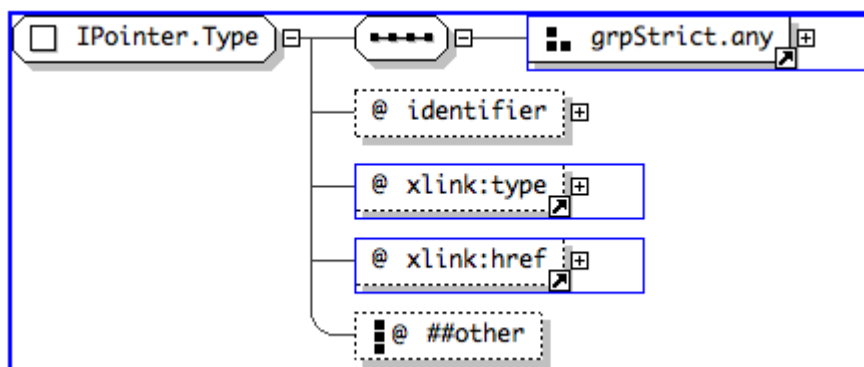 IPointer.Type
grpStrict.any
@ identifier
@ xlink:type
@ xlink:href
@ ##other